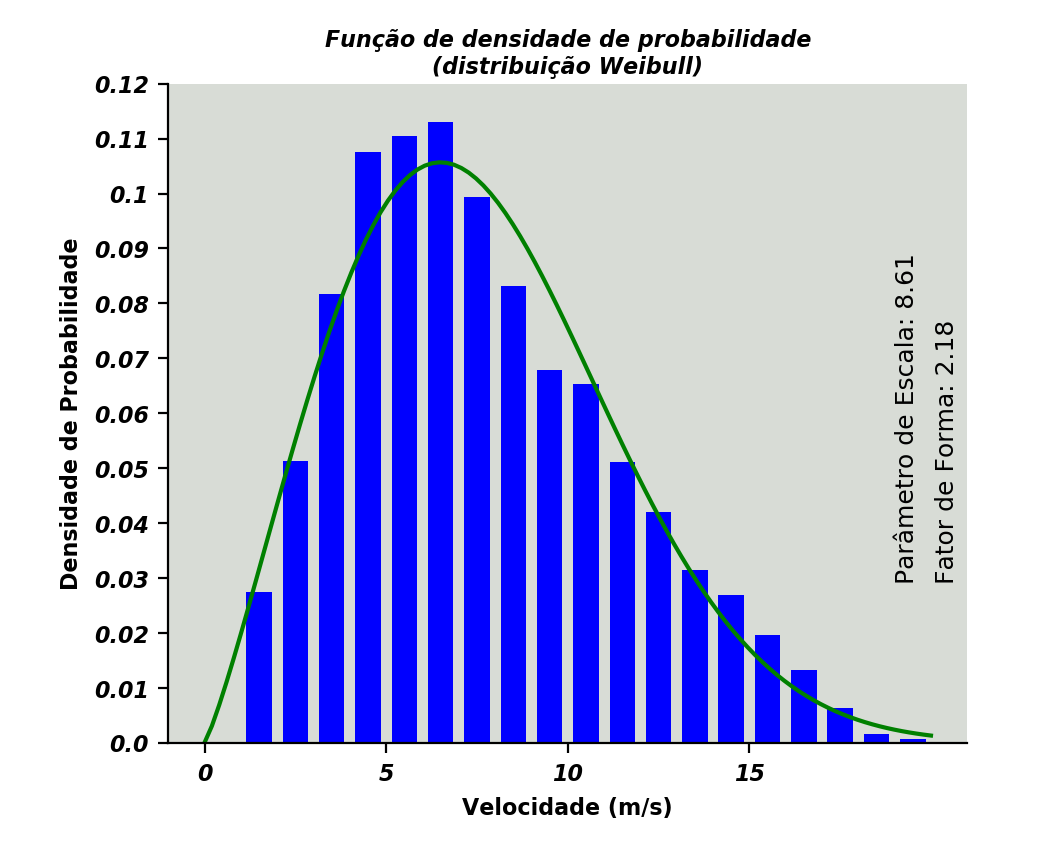 Função de densidade de probabilidade
(distribuição Weibull)
0.12
0.11
0.1
0.09
0.08
0.07
0.06
0.05
0.04
0.03
0.02
0.01
0.0
Densidade de Probabilidade
Parâmetro de Escala: 8.61
Fator de Forma: 2.18
0 5 10 15
Velocidade (m/s)